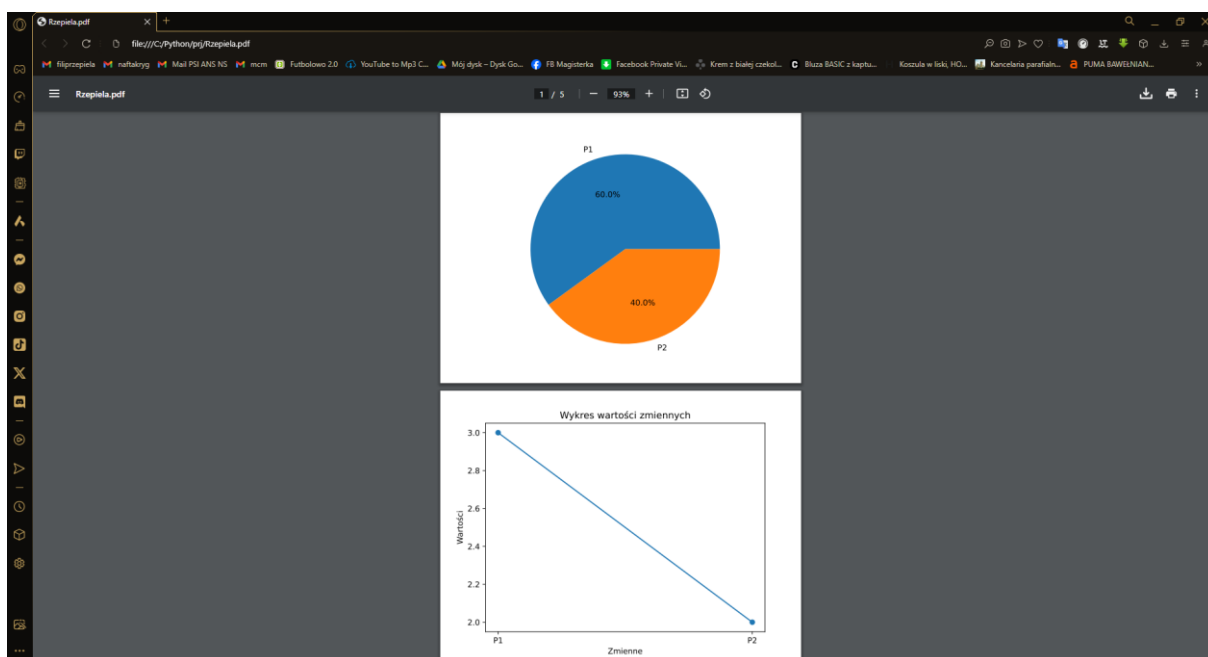 Rzepiela.pdf
file:///C:/Python/prj/Rzepiela.pdf
filiprzepiela naftakryg Mail PSI ANS NS mcm Futbolowo 2.0 YouTube to Mp3 C... Mój dysk – Dysk Go... FB Magisterka Facebook Private Vi... Krem z białej czekol... Bluza BASIC z kaptu... Koszula w liski, HO... Kancelaria parafialn... PUMA BAWEŁNIAN... »
Rzepiela.pdf 1 / 5 93%
P1
60.0%
40.0%
P2
Wykres wartości zmiennych
3.0
2.8
2.6
2.4
2.2
2.0
Wartości
P1 P2
Zmienne